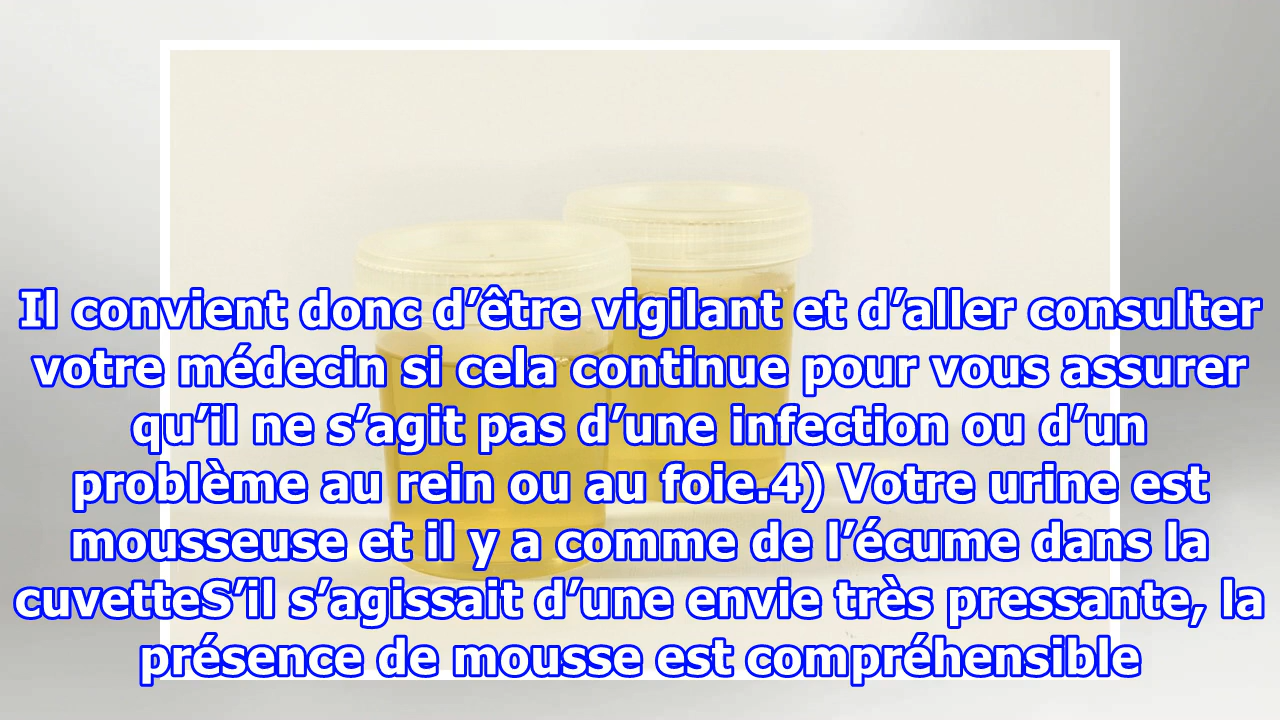 Il convient donc d’être vigilant et d’aller consulter
votre médecin si cela continue pour vous assurer
qu’il ne s’agit pas d’une infection ou d’un
problème au rein ou au foie.4) Votre urine est
mousseuse et il y a comme de l’écume dans la
cuvetteS’il s’agissait d’une envie très pressante, la
présence de mousse est compréhensible